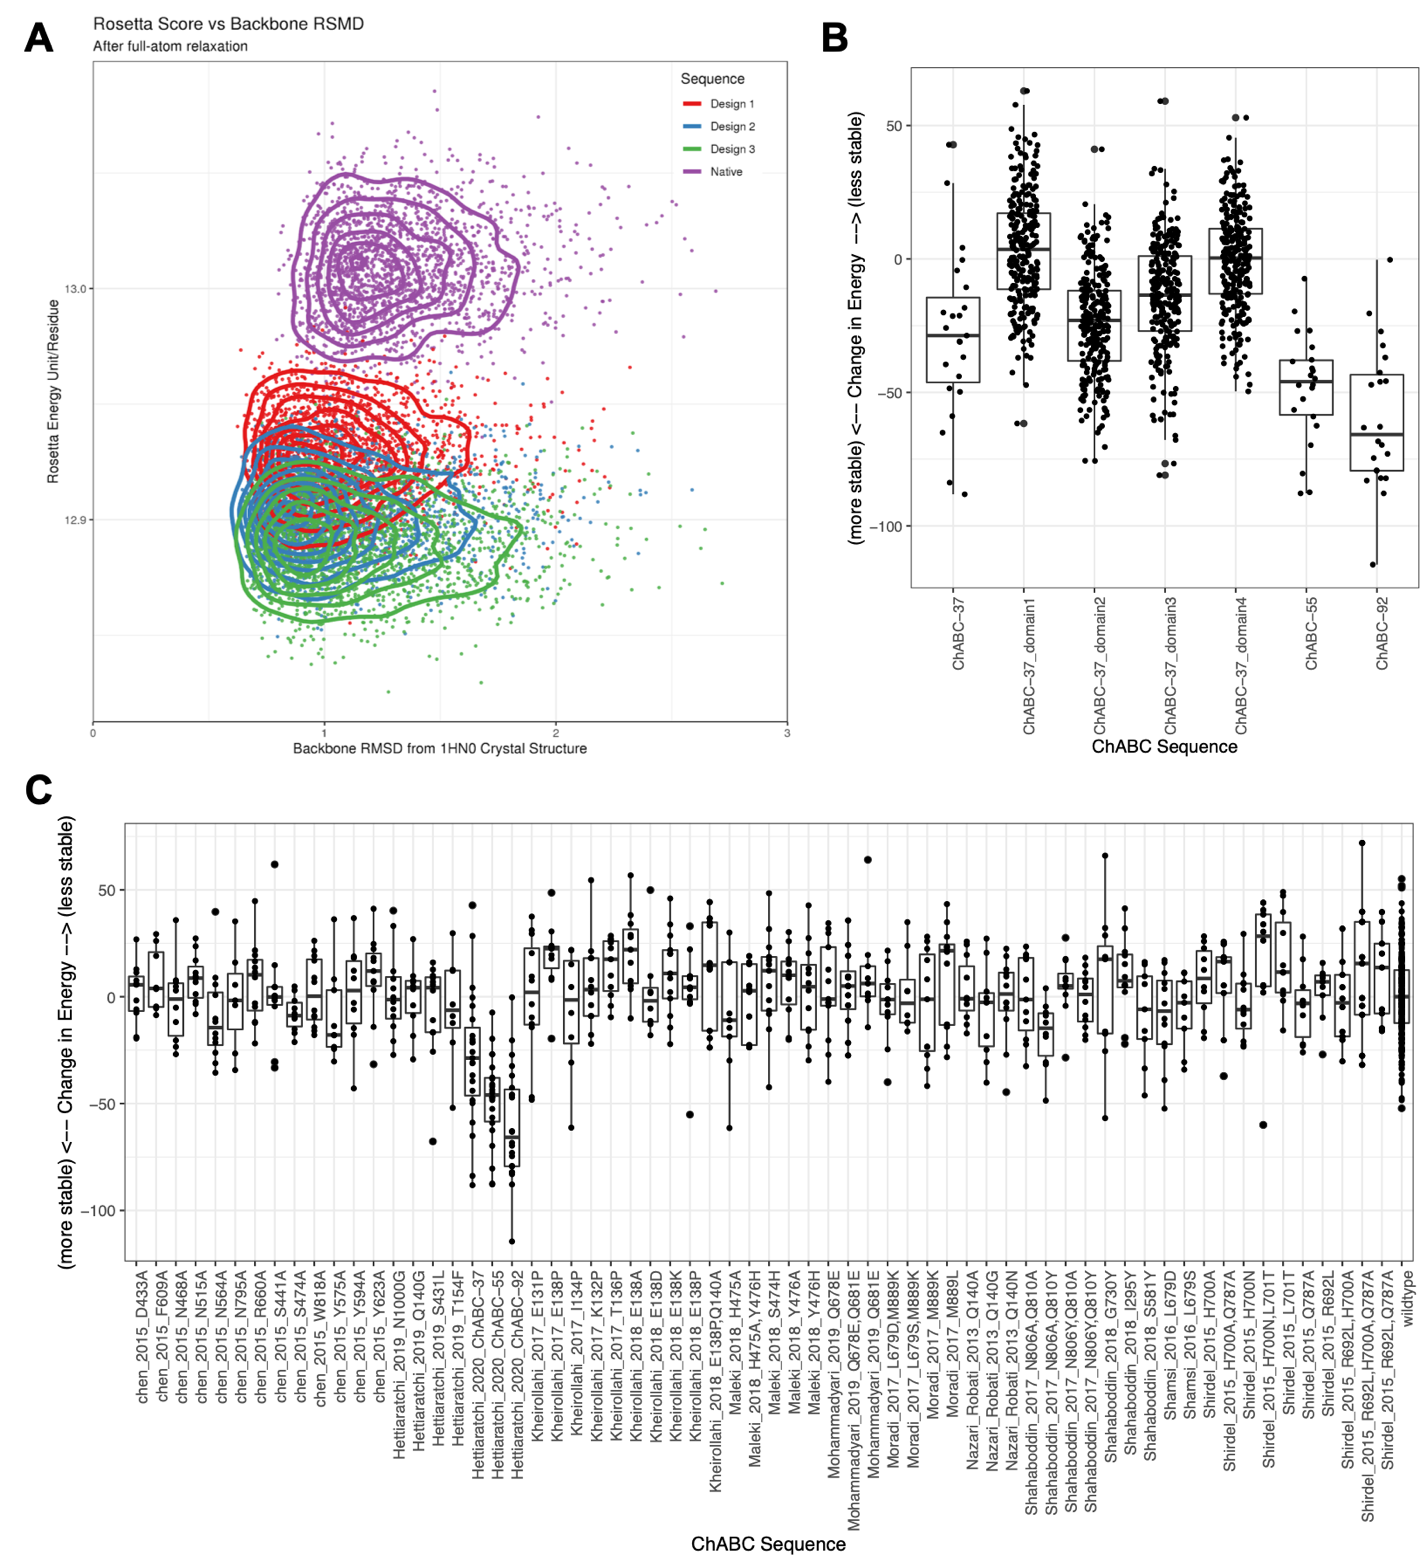 A
Rosetta Score vs Backbone RSMD
After full-atom relaxation
Sequence
Design 1
Design 2
Design 3
Native
Rosetta Energy Unit/Residue
13.0
12.9
0
1
2
3
Backbone RMSD from 1HN0 Crystal Structure
B
(more stable) <--- Change in Energy ---> (less stable)
50
0
−50
−100
ChABC−37
ChABC−37_domain1
ChABC−37_domain2
ChABC−37_domain3
ChABC−37_domain4
ChABC−55
ChABC−92
ChABC Sequence
C
(more stable) <--- Change in Energy ---> (less stable)
50
0
−50
−100
chen_2015_D433A
chen_2015_F609A
chen_2015_N468A
chen_2015_N515A
chen_2015_N564A
chen_2015_N795A
chen_2015_R660A
chen_2015_S441A
chen_2015_S474A
chen_2015_W818A
chen_2015_Y575A
chen_2015_Y594A
chen_2015_Y623A
Hettiaratchi_2019_N100G
Hettiaratchi_2019_Q140G
Hettiaratchi_2019_S431L
Hettiaratchi_2019_T154F
Hettiaratchi_2020_ChABC−37
Hettiaratchi_2020_ChABC−55
Hettiaratchi_2020_ChABC−92
Kheirollahi_2017_E131P
Kheirollahi_2017_E138P
Kheirollahi_2017_I134P
Kheirollahi_2017_K132P
Kheirollahi_2017_T136P
Kheirollahi_2018_E138A
Kheirollahi_2018_E138D
Kheirollahi_2018_E138K
Kheirollahi_2018_E138P
Kheirollahi_2018_E138P,Q140A
Maleki_2018_H475A
Maleki_2018_H475A,Y476H
Maleki_2018_S474H
Maleki_2018_Y476A
Maleki_2018_Y476H
Mohammadyari_2019_Q678E
Mohammadyari_2019_Q678E,Q681E
Mohammadyari_2019_Q681E
Moradi_2017_L679D,M889K
Moradi_2017_L679S,M889K
Moradi_2017_M889K
Moradi_2017_M889L
Nazari_Robati_2013_Q140A
Nazari_Robati_2013_Q140G
Nazari_Robati_2013_Q140N
Shahaboddin_2017_N806A,Q810A
Shahaboddin_2017_N806A,Q810Y
Shahaboddin_2017_N806Y,Q810A
Shahaboddin_2017_N806Y,Q810Y
Shahaboddin_2018_G730Y
Shahaboddin_2018_I295Y
Shahaboddin_2018_S581Y
Shamsi_2016_L679D
Shamsi_2016_L679S
Shirdel_2015_H700A
Shirdel_2015_H700A,Q787A
Shirdel_2015_H700N
Shirdel_2015_H700N,L701T
Shirdel_2015_L701T
Shirdel_2015_Q787A
Shirdel_2015_R692L
Shirdel_2015_R692L,H700A
Shirdel_2015_R692L,H700A,Q787A
Shirdel_2015_R692L,Q787A
wildtype
ChABC Sequence